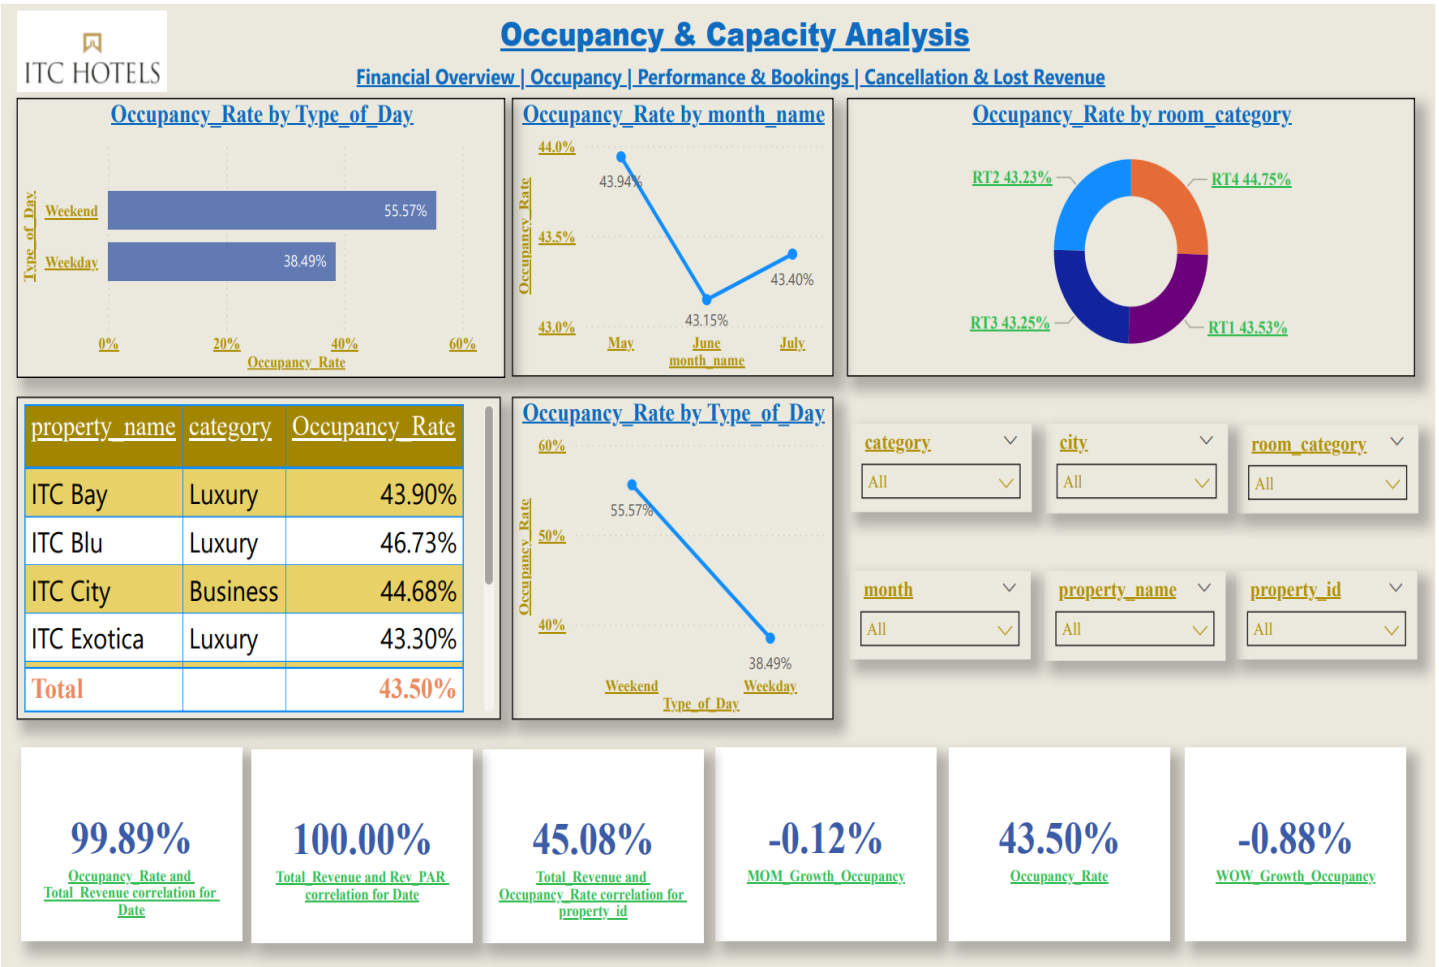 ITC HOTELS
Occupancy & Capacity Analysis
Financial Overview | Occupancy | Performance & Bookings | Cancellation & Lost Revenue
Occupancy_Rate by Type_of_Day
Type_of_Day
Weekend
55.57%
Weekday
38.49%
0%
20%
40%
60%
Occupancy_Rate
Occupancy_Rate by month_name
Occupancy_Rate
44.0%
43.5%
43.0%
43.94%
43.15%
43.40%
May
June
July
month_name
Occupancy_Rate by room_category
RT2 43.23%
RT4 44.75%
RT3 43.25%
RT1 43.53%
property_name category Occupancy_Rate
ITC Bay Luxury 43.90%
ITC Blu Luxury 46.73%
ITC City Business 44.68%
ITC Exotica Luxury 43.30%
Total 43.50%
Occupancy_Rate by Type_of_Day
Occupancy_Rate
60%
50%
40%
55.57%
38.49%
Weekend
Weekday
Type_of_Day
category
All
city
All
room_category
All
month
All
property_name
All
property_id
All
99.89%
Occupancy_Rate and
Total_Revenue correlation for
Date
100.00%
Total_Revenue and Rev_PAR
correlation for Date
45.08%
Total_Revenue and
Occupancy_Rate correlation for
property_id
-0.12%
MOM_Growth_Occupancy
43.50%
Occupancy_Rate
-0.88%
WOW_Growth_Occupancy